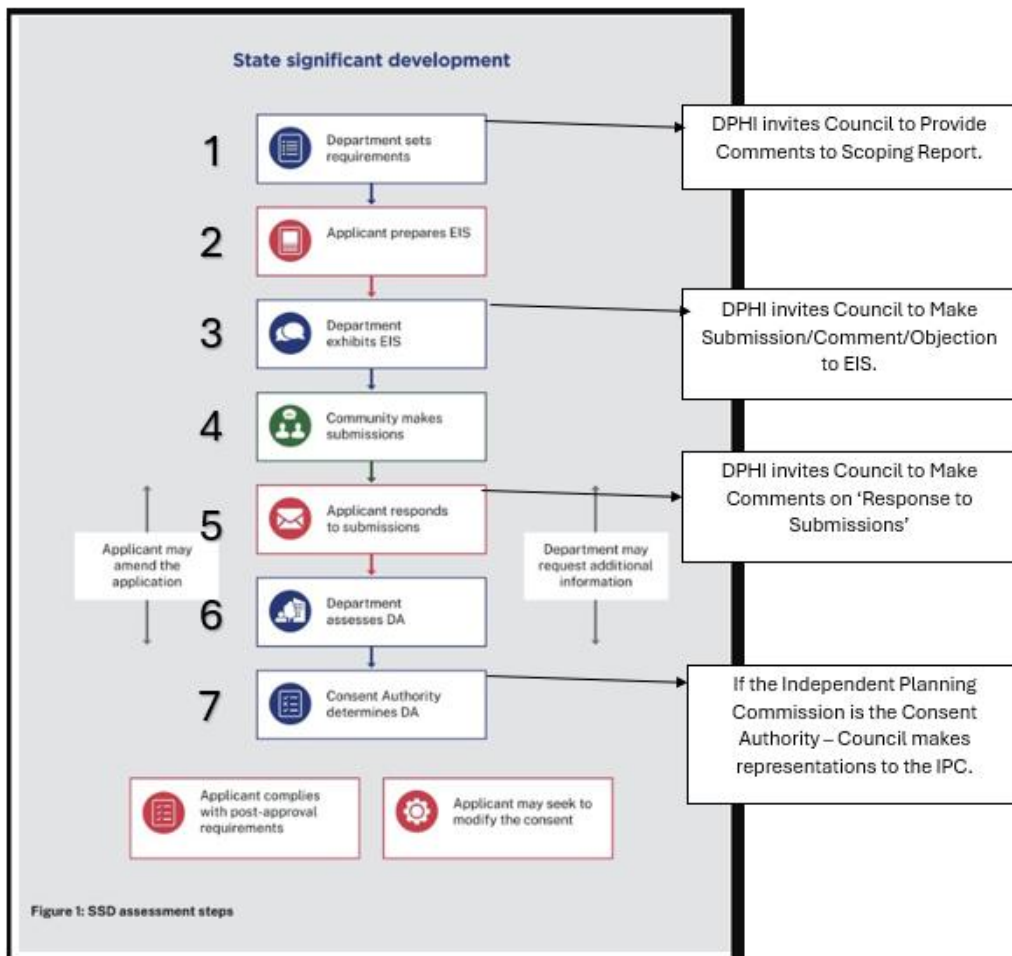 State significant development
1
Department sets
requirements
DPHI invites Council to Provide
Comments to Scoping Report.
2
Applicant prepares EIS
3
Department
exhibits EIS
DPHI invites Council to Make
Submission/Comment/Objection
to EIS.
4
Community makes
submissions
5
Applicant responds
to submissions
DPHI invites Council to Make
Comments on ‘Response to
Submissions’
Applicant may
amend the
application
Department may
request additional
information
6
Department
assesses DA
7
Consent Authority
determines DA
If the Independent Planning
Commission is the Consent
Authority – Council makes
representations to the IPC.
Applicant complies
with post-approval
requirements
Applicant may seek to
modify the consent
Figure 1: SSD assessment steps